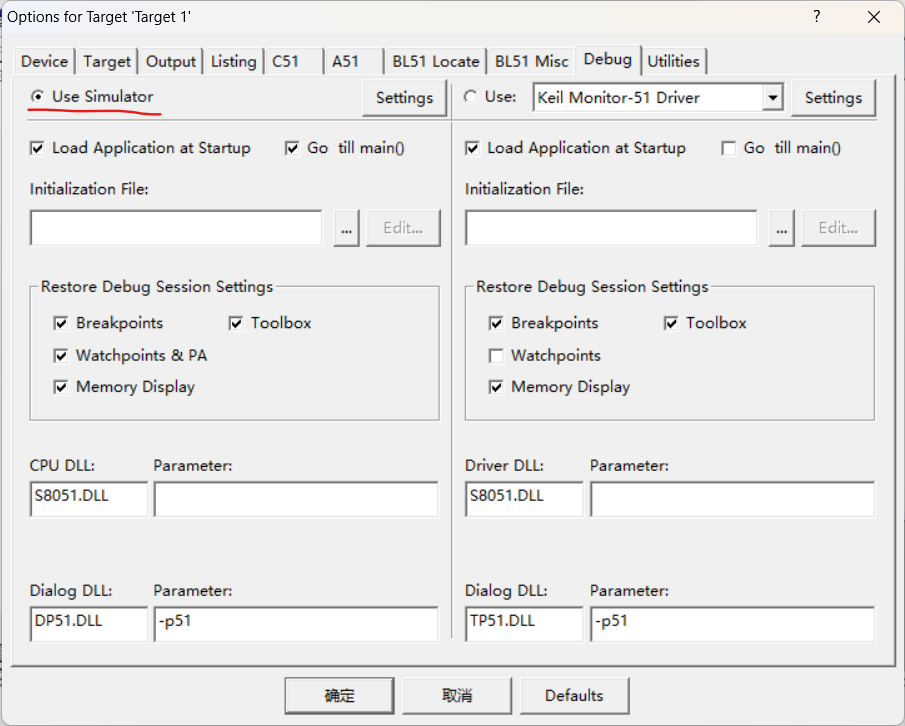 Options for Target 'Target 1'
?
Device Target Output Listing C51 A51 BL51 Locate BL51 Misc Debug Utilities
Use Simulator Settings Use: Keil Monitor-51 Driver Settings
Load Application at Startup Go till main() Load Application at Startup Go till main()
Initialization File: Initialization File:
... Edit... ... Edit...
Restore Debug Session Settings Restore Debug Session Settings
Breakpoints Toolbox Breakpoints Toolbox
Watchpoints & PA Watchpoints
Memory Display Memory Display
CPU DLL: Parameter: Driver DLL: Parameter:
S8051.DLL S8051.DLL
Dialog DLL: Parameter: Dialog DLL: Parameter:
DP51.DLL -p51 TP51.DLL -p51
确定 取消 Defaults